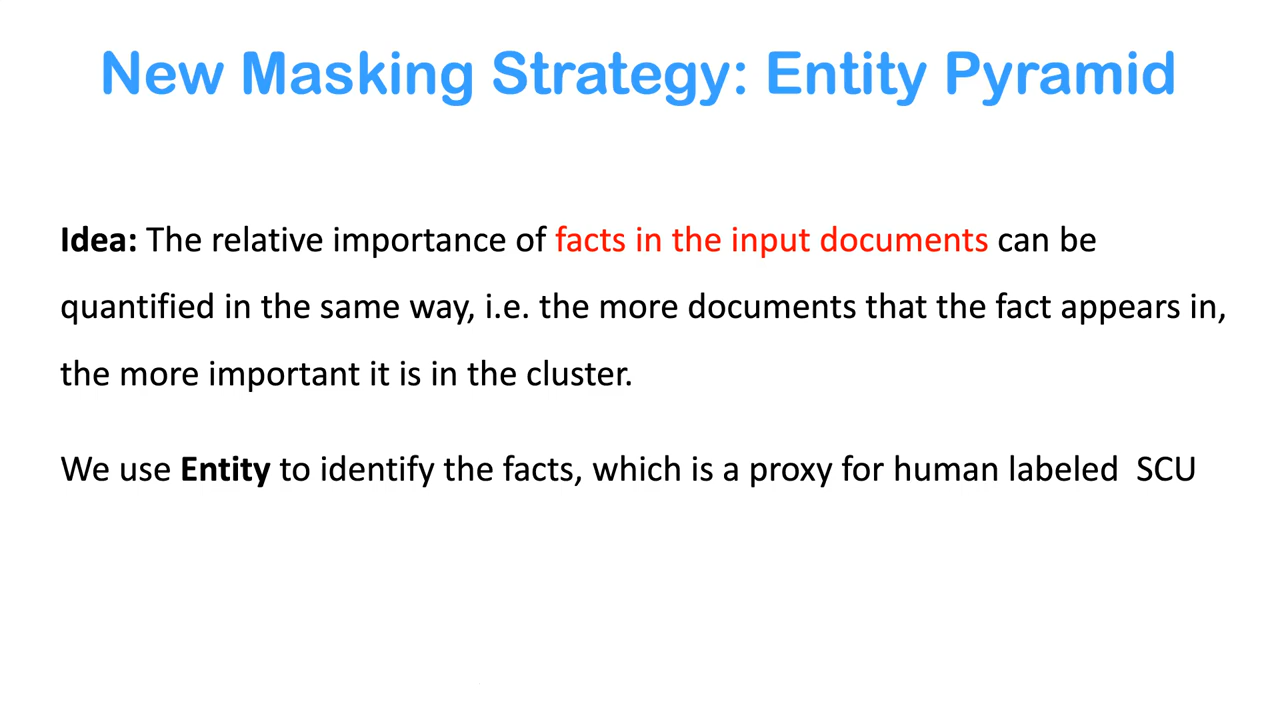 New Masking Strategy: Entity Pyramid
Idea: The relative importance of facts in the input documents can be
quantified in the same way, i.e. the more documents that the fact appears in,
the more important it is in the cluster.
We use Entity to identify the facts, which is a proxy for human labeled  SCU